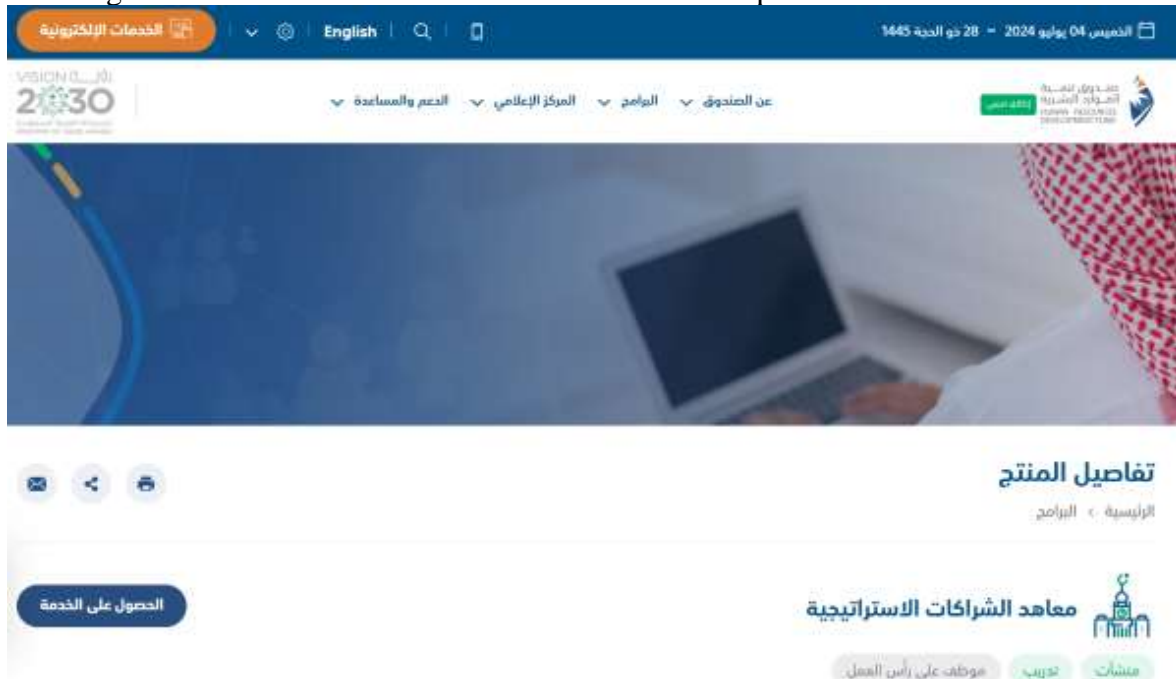 الخميس 04 يوليو 2024 - 28 ذو الحجة 1445
English
الخدمات الإلكترونية
صندوق تنمية
الموارد البشرية
HUMAN RESOURCES
DEVELOPMENT FUND
عن الصندوق
البرامج
المركز الإعلامي
الدعم والمساعدة
VISION رؤية
2030
تفاصيل المنتج
الرئيسية > البرامج
معاهد الشراكات الاستراتيجية
الحصول على الخدمة
منشآت تدريب موظف على رأس العمل